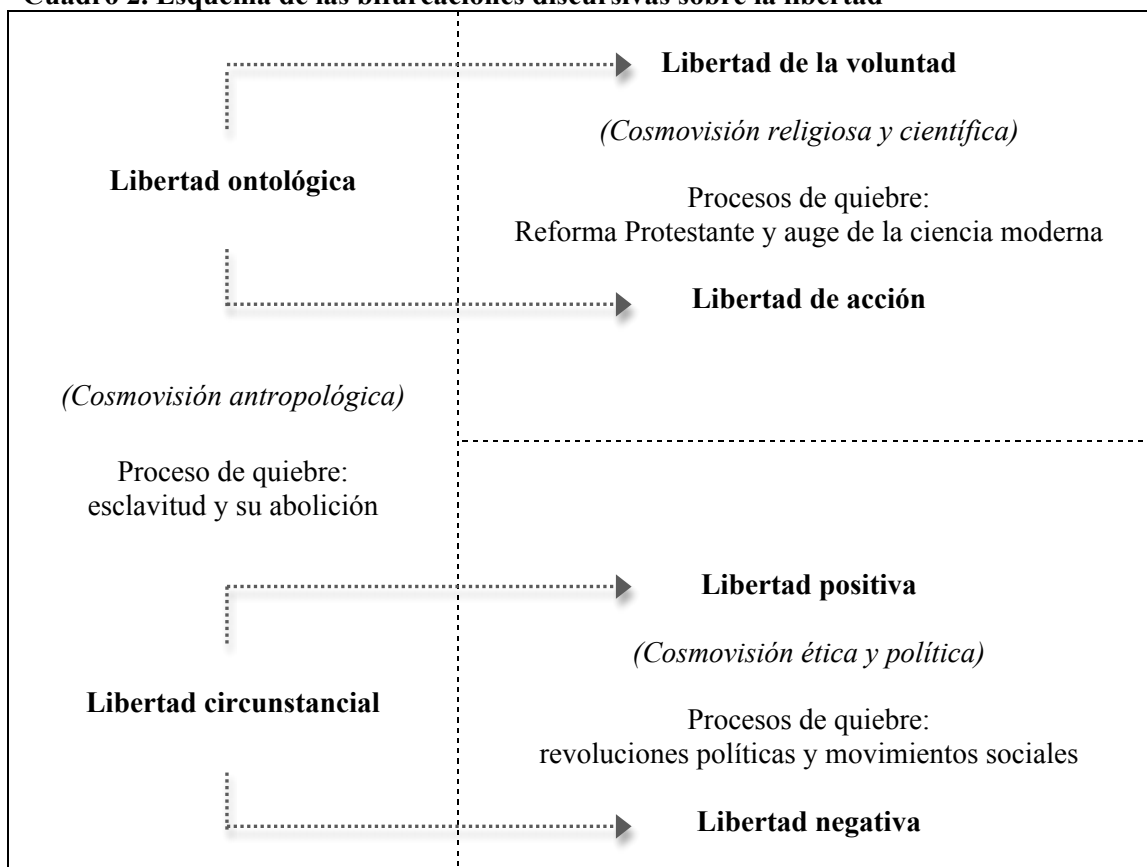 Cuadro 2. Esquema de las bifurcaciones discursivas sobre la libertad
Libertad de la voluntad
(Cosmovisión religiosa y científica)
Libertad ontológica
Procesos de quiebre:
Reforma Protestante y auge de la ciencia moderna
Libertad de acción
(Cosmovisión antropológica)
Proceso de quiebre:
esclavitud y su abolición
Libertad positiva
(Cosmovisión ética y política)
Libertad circunstancial
Procesos de quiebre:
revoluciones políticas y movimientos sociales
Libertad negativa